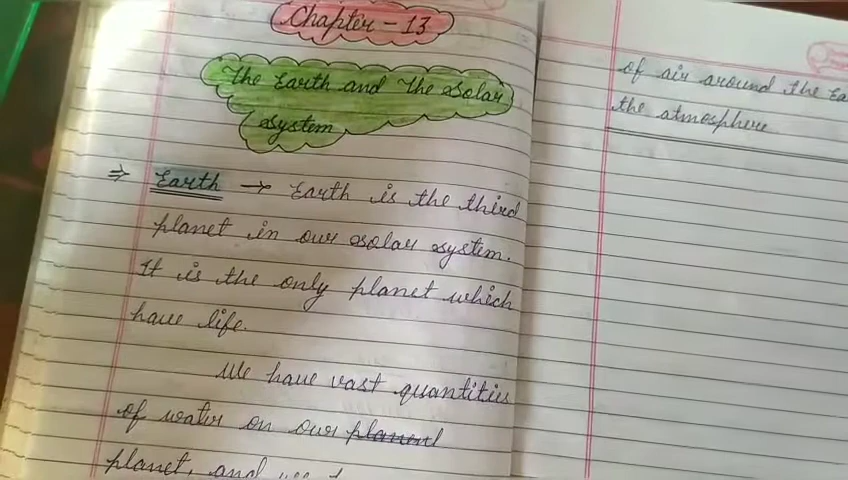 Chapter - 13
The Earth and The Solar
System
⇒ Earth → Earth is the third
planet in our solar system.
It is the only planet which
have life.
We have vast quantities
of water on our
planet, and
of air around the
the atmosphere